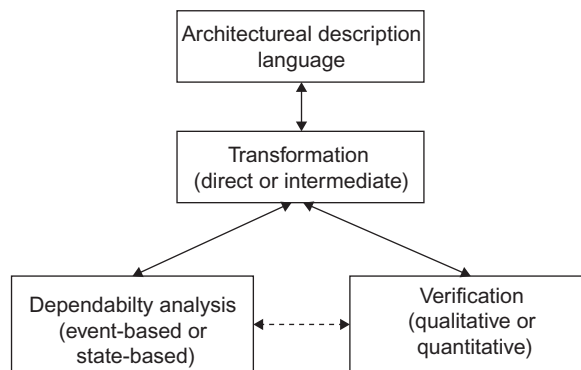 Architectureal description
language
Transformation
(direct or intermediate)
Dependabilty analysis
(event-based or
state-based)
Verification
(qualitative or
quantitative)